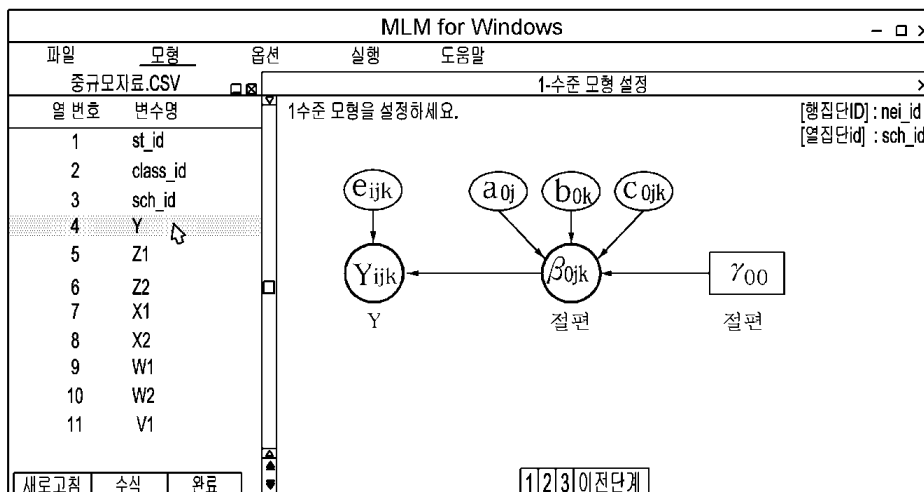 MLM for Windows
파일 모형 옵션 실행 도움말
중규모자료.CSV
1-수준 모형 설정
열 번호 변수명
1 st_id
2 class_id
3 sch_id
4 Y
5 Z1
6 Z2
7 X1
8 X2
9 W1
10 W2
11 V1
새로고침 수식 완료
1수준 모형을 설정하세요.
[행집단ID] : nei_id
[열집단id] : sch_id
eijk a0j b0k c0jk
Yijk β0jk γ00
Y 절편 절편
1 2 3 이전단계